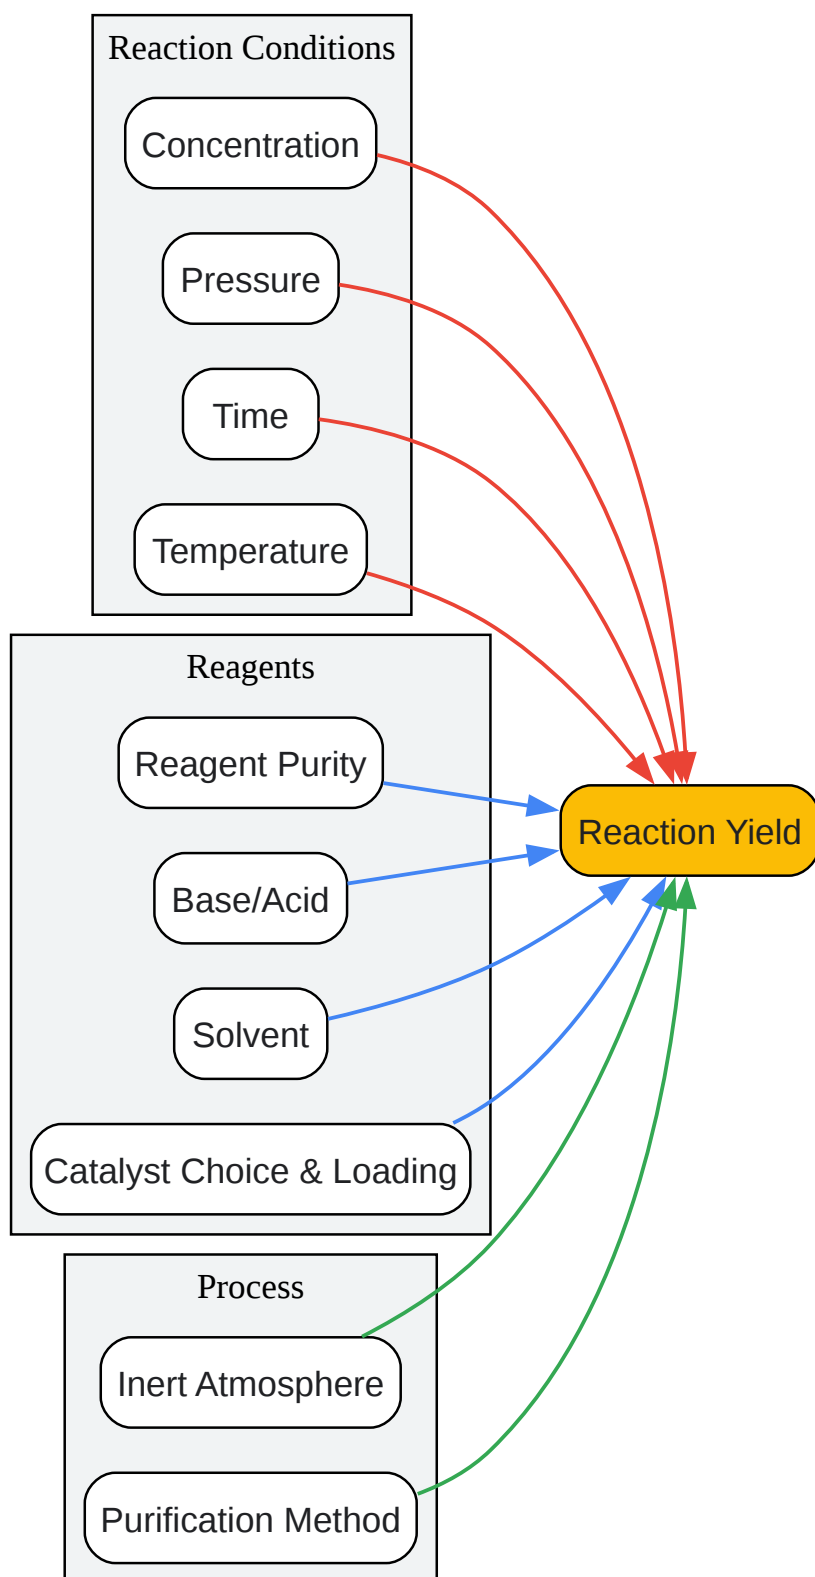 Reaction Conditions
Concentration
Pressure
Time
Temperature
Reagents
Reagent Purity
Base/Acid
Solvent
Catalyst Choice & Loading
Process
Inert Atmosphere
Purification Method
Reaction Yield